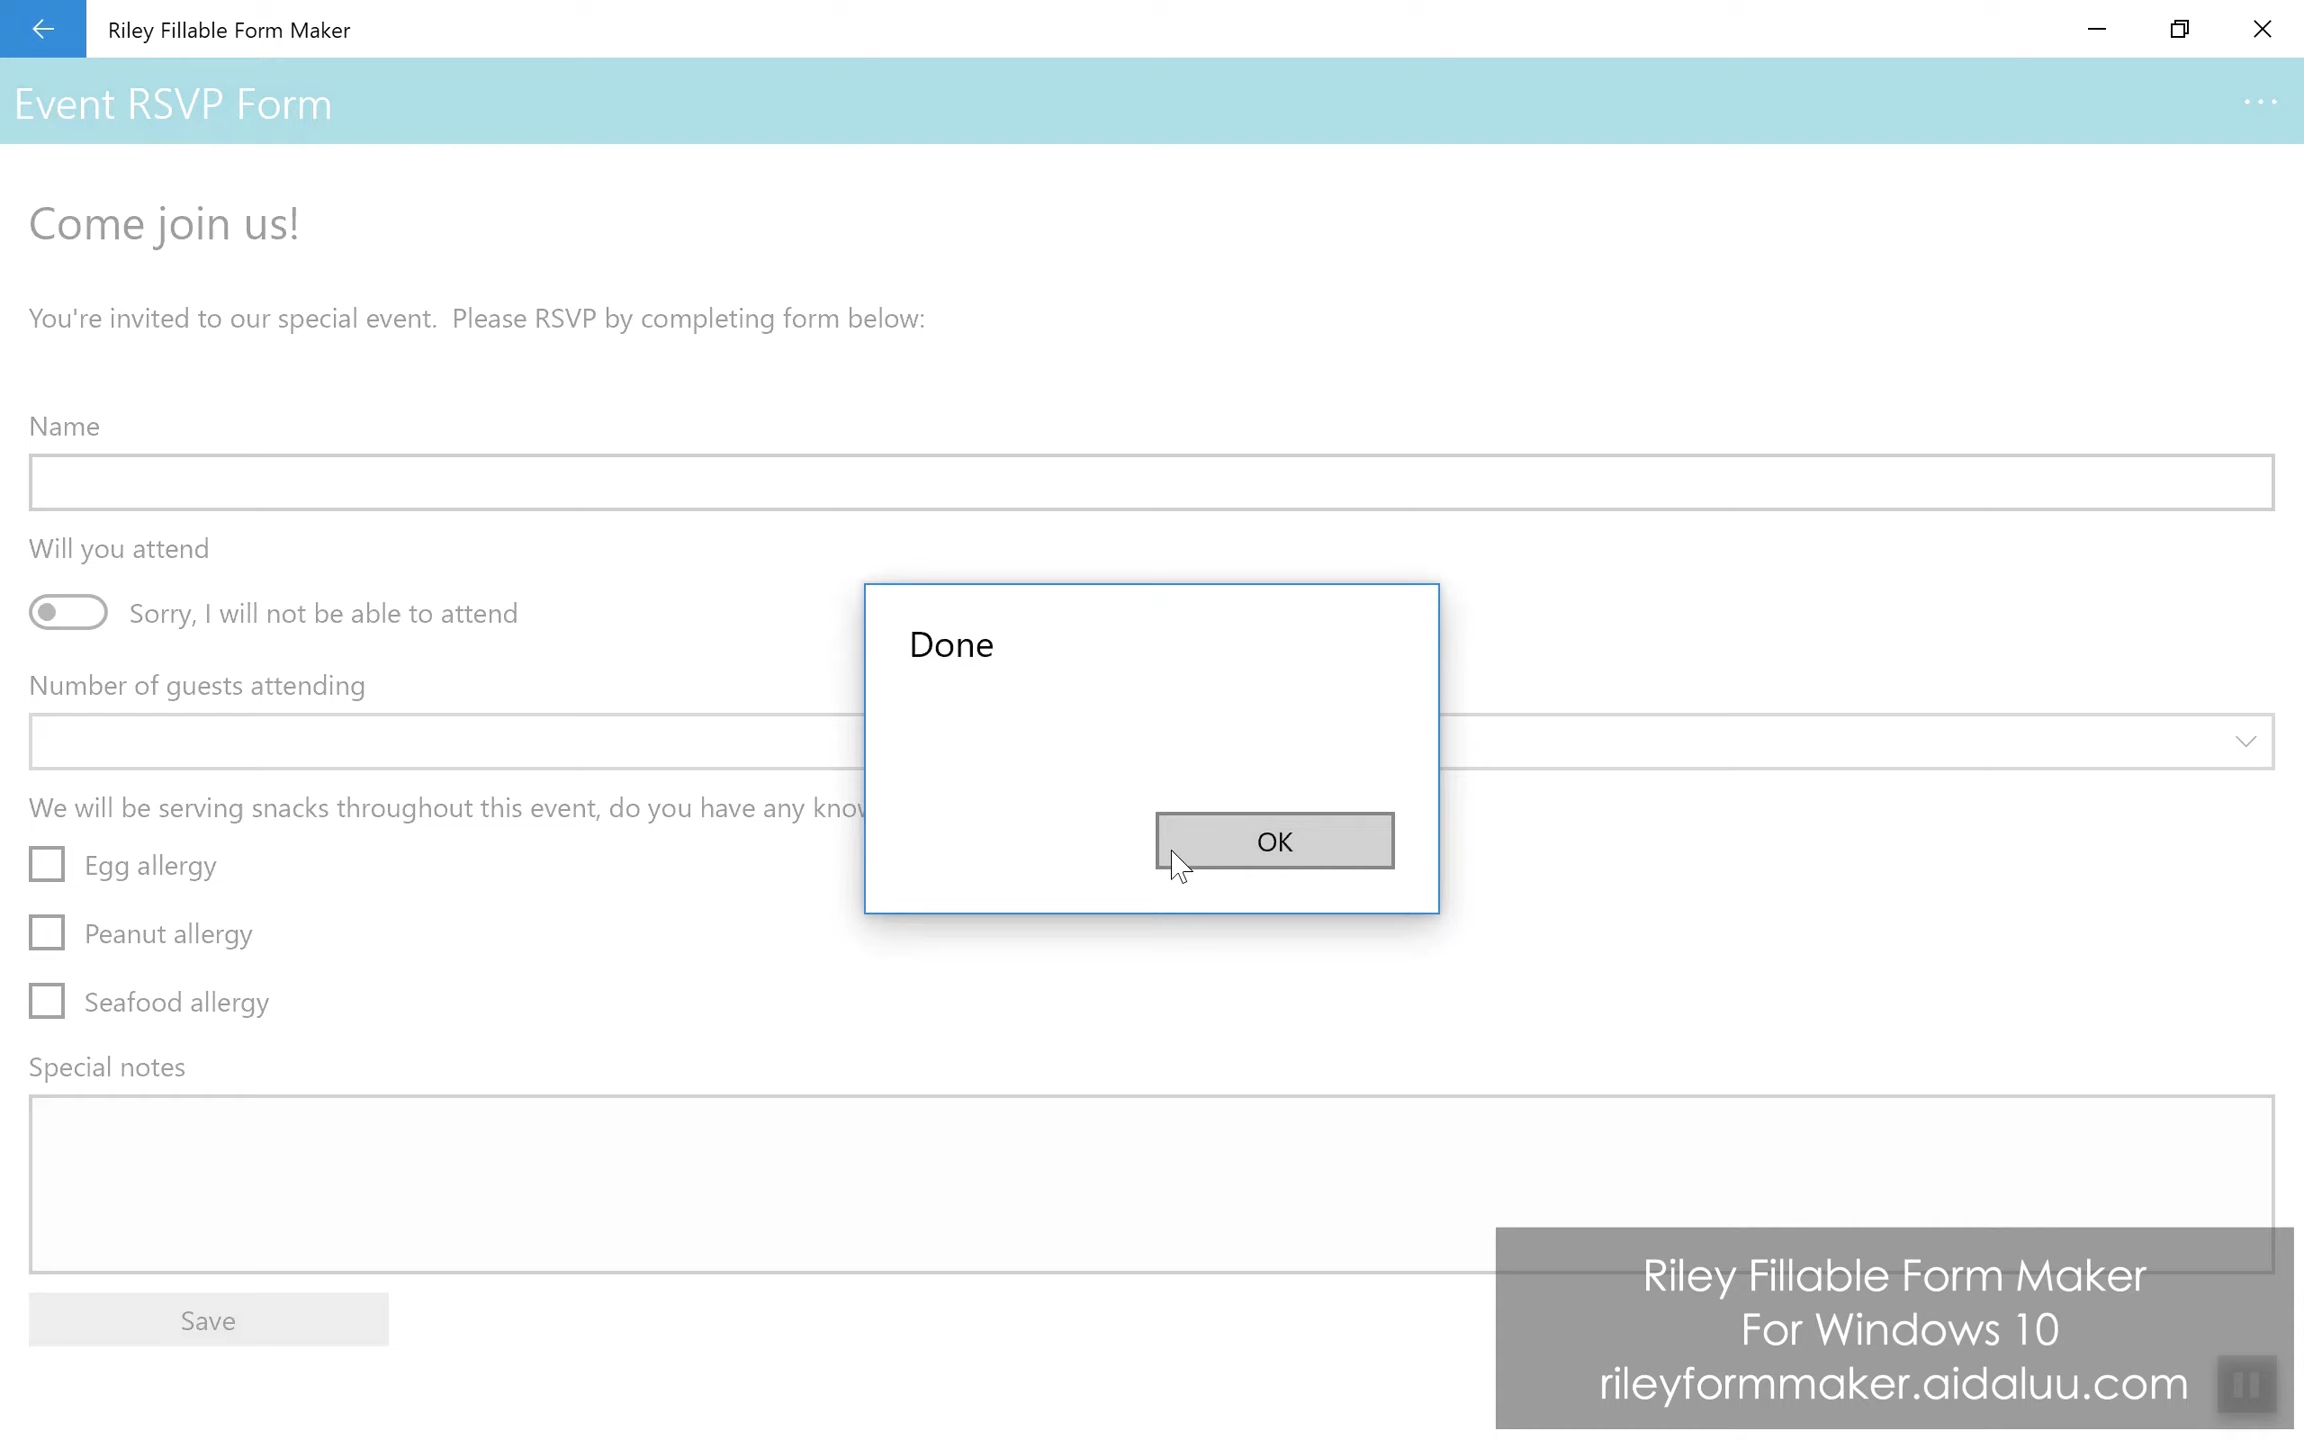 Riley Fillable Form Maker
Event RSVP Form
Come join us!
You're invited to our special event.  Please RSVP by completing form below:
Name
Will you attend
Sorry, I will not be able to attend
Done
Number of guests attending
We will be serving snacks throughout this event, do you have any
OK
Egg allergy
Peanut allergy
Seafood allergy
Special notes
Riley Fillable Form Maker
For Windows 10
rileyformmaker.aidaluu.com
Save